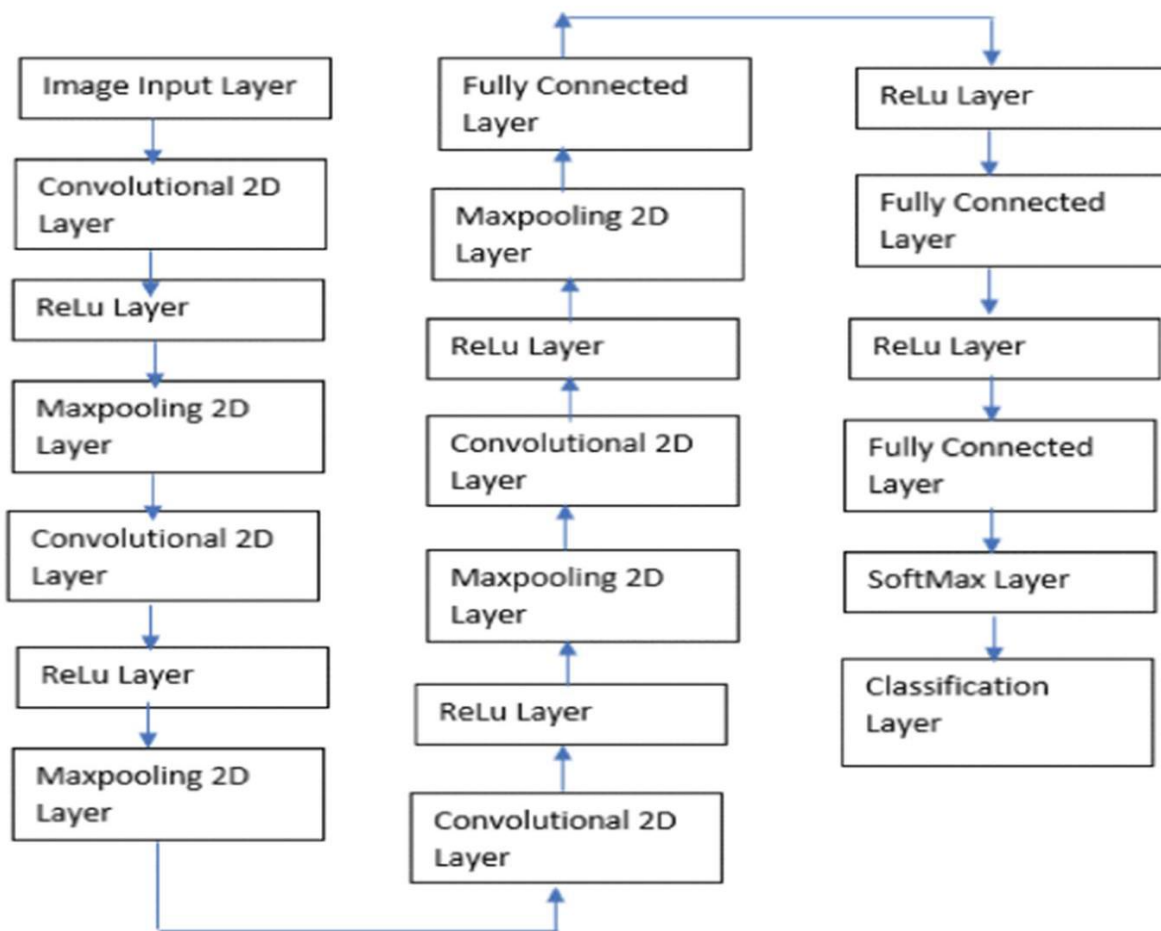 Image Input Layer
Convolutional 2D
Layer
ReLu Layer
Maxpooling 2D
Layer
Convolutional 2D
Layer
ReLu Layer
Maxpooling 2D
Layer
Convolutional 2D
Layer
ReLu Layer
Maxpooling 2D
Layer
Convolutional 2D
Layer
ReLu Layer
Maxpooling 2D
Layer
Fully Connected
Layer
ReLu Layer
Fully Connected
Layer
ReLu Layer
Fully Connected
Layer
SoftMax Layer
Classification
Layer